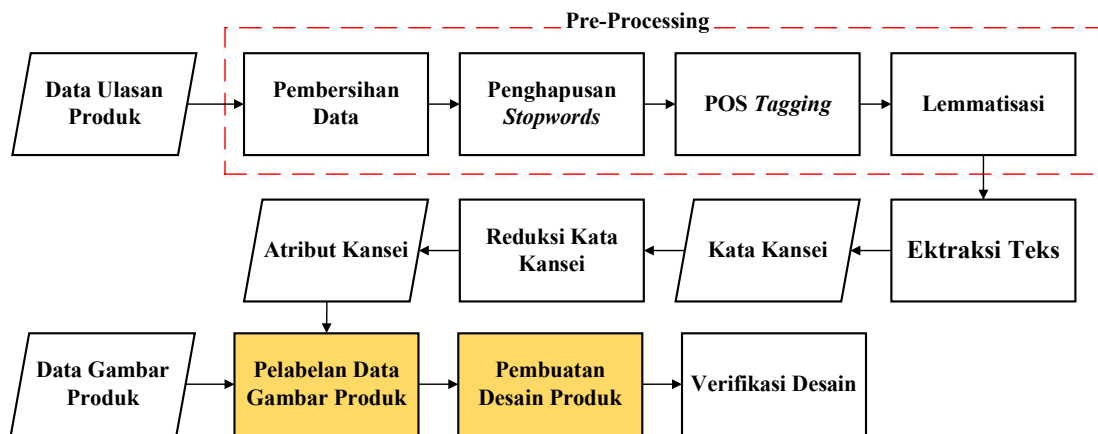 Pre-Processing
Data Ulasan
Produk
Pembersihan
Data
Penghapusan
Stopwords
POS Tagging
Lemmatisasi
Atribut Kansei
Reduksi Kata
Kansei
Kata Kansei
Ektraksi Teks
Data Gambar
Produk
Pelabelan Data
Gambar Produk
Pembuatan
Desain Produk
Verifikasi Desain